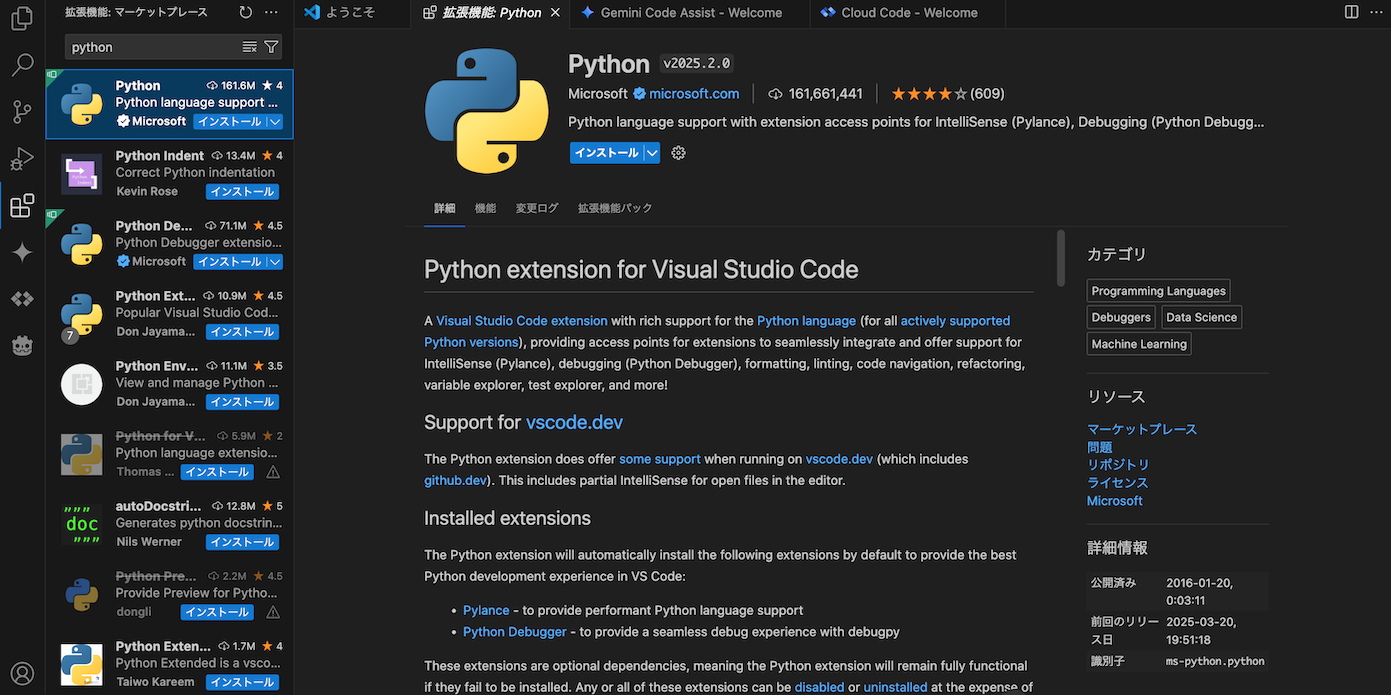 拡張機能: マーケットプレース
ようこそ
拡張機能: Python
Gemini Code Assist - Welcome
Cloud Code - Welcome
python
Python 161.6M ★ 4
Python language support ...
Microsoft インストール
Python Indent 13.4M ★ 4
Correct Python indentation
Kevin Rose インストール
Python De... 71.1M ★ 4.5
Python Debugger extensio...
Microsoft インストール
Python Ext... 10.9M ★ 4.5
Popular Visual Studio Cod...
7 Don Jayama... インストール
Python Env... 11.1M ★ 3.5
View and manage Python ...
Don Jayama... インストール
Python for V... 5.9M ★ 2
Python language extensio...
Thomas ... インストール
autoDocstri... 12.8M ★ 5
Generates python docstrin...
Nils Werner インストール
"""
doc
"""
Python Pre... 2.2M ★ 4.5
Provide Preview for Pytho...
dongli インストール
Python Exten... 1.7M ★ 4
Python Extended is a vsco...
Taiwo Kareem インストール
Python v2025.2.0
Microsoft microsoft.com 161,661,441 ★★★★☆(609)
Python language support with extension access points for IntelliSense (Pylance), Debugging (Python Debugg...
インストール
詳細 機能 変更ログ 拡張機能パック
Python extension for Visual Studio Code
A Visual Studio Code extension with rich support for the Python language (for all actively supported
Python versions), providing access points for extensions to seamlessly integrate and offer support for
IntelliSense (Pylance), debugging (Python Debugger), formatting, linting, code navigation, refactoring,
variable explorer, test explorer, and more!
Support for vscode.dev
The Python extension does offer some support when running on vscode.dev (which includes
github.dev). This includes partial IntelliSense for open files in the editor.
Installed extensions
The Python extension will automatically install the following extensions by default to provide the best
Python development experience in VS Code:
• Pylance - to provide performant Python language support
• Python Debugger - to provide a seamless debug experience with debugpy
These extensions are optional dependencies, meaning the Python extension will remain fully functional
if they fail to be installed. Any or all of these extensions can be disabled or uninstalled at the expense of
カテゴリ
Programming Languages
Debuggers Data Science
Machine Learning
リソース
マーケットプレース
問題
リポジトリ
ライセンス
Microsoft
詳細情報
公開済み 2016-01-20,
0:03:11
前回のリリー 2025-03-20,
ス日 19:51:18
識別子 ms-python.python